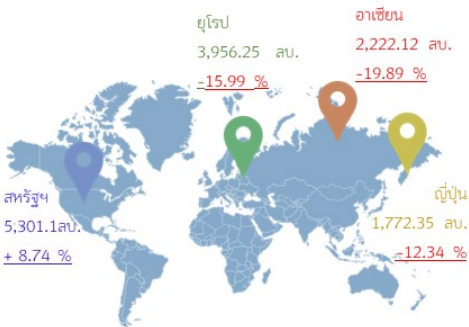 ยุโรป
3,956.25 สบ.
-15.99 %
อาเซียน
2,222.12 สบ.
-19.89 %
สหรัฐฯ
5,301.1สบ.
+ 8.74 %
ญี่ปุ่น
1,772.35 สบ.
-12.34 %